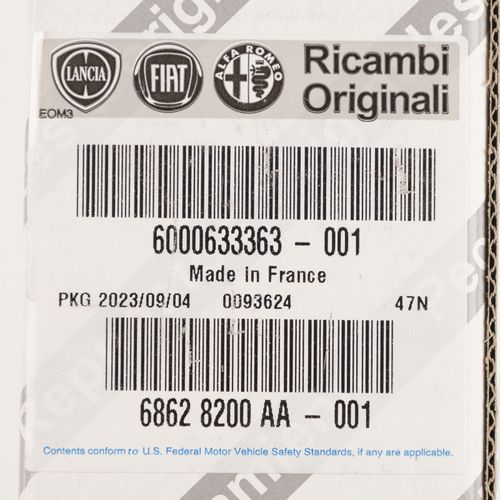 LANCIA
FIAT
ALFA ROMEO
Ricambi
Originali
EOM3
6000633363 - 001
Made in France
PKG 2023/09/04 0093624 47N
6862 8200 AA - 001
Contents conform to U.S. Federal Motor Vehicle Safety Standards, if any are applicable.